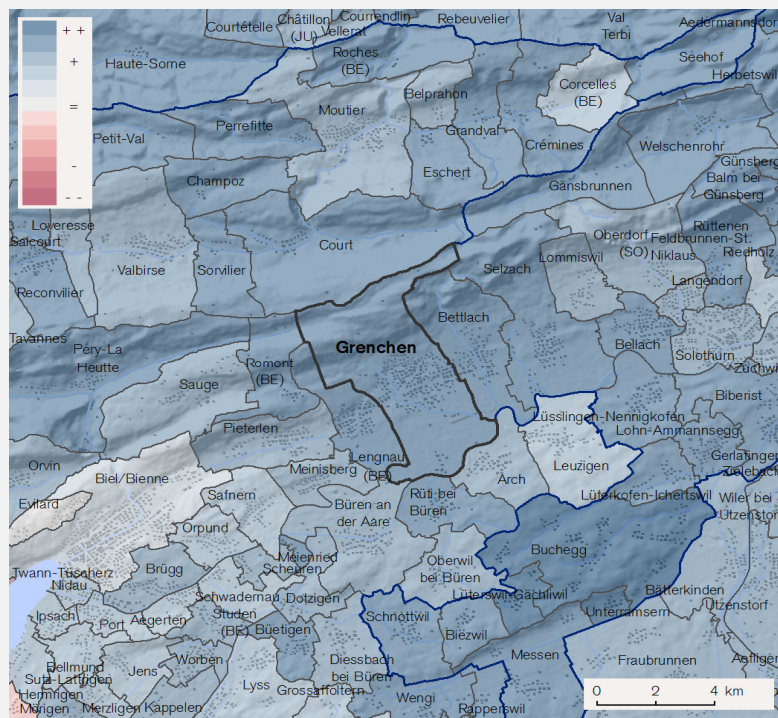 Courtételle
Châtillon
(JU)
Courrendlin
Vellerat
Rebeuvelier
Val
Terbi
Aedermannsdorf
+ +
+
=
-
- -
Haute-Sorne
Roches
(BE)
Seehof
Herbetswil
Corcelles
(BE)
Belprahon
Moutier
Petit-Val
Perrefitte
Grandval
Crémines
Welschenrohr
Eschert
Champoz
Gänsbrunnen
Günsberg
Balm bei
Günsberg
Loveresse
Saicourt
Court
Oberdorf
(SO)
Rüttenen
Feldbrunnen-St.
Niklaus
Riedholz
Valbirse
Sorvilier
Selzach
Lommiswil
Langendorf
Reconvilier
Bettlach
Tavannes
Péry-La
Heutte
Grenchen
Bellach
Solothurn
Zuchwil
Romont
(BE)
Sauge
Biberist
Pieterlen
Lüsslingen-Nennigkofen
Lohn-Ammannsegg
Orvin
Lengnau
(BE)
Meinisberg
Leuzigen
Gerlafingen
Zielebach
Biel/Bienne
Arch
Safnern
Evilard
Büren an
der Aare
Rüti bei
Büren
Lüterkofen-Ichertswil
Wiler bei
Utzenstorf
Orpund
Buchegg
Meienried
Scheuren
Oberwil
bei Büren
Brügg
Twann-Tüscherz
Nidau
Schwadernau
Lüterswil-Gächliwil
Bätterkinden
Utzenstorf
Studen
(BE)
Dotzigen
Unterramsern
Ipsach
Port
Aegerten
Büetigen
Schnottwil
Biezwil
Messen
Bellmund
Sutz-Lattrigen
Worben
Diessbach
bei Büren
Fraubrunnen
Jens
Hermrigen
Mörigen
Merzligen
Kappelen
Lyss
Grossaffoltern
Wengi
Rapperswil
0 2 4 km